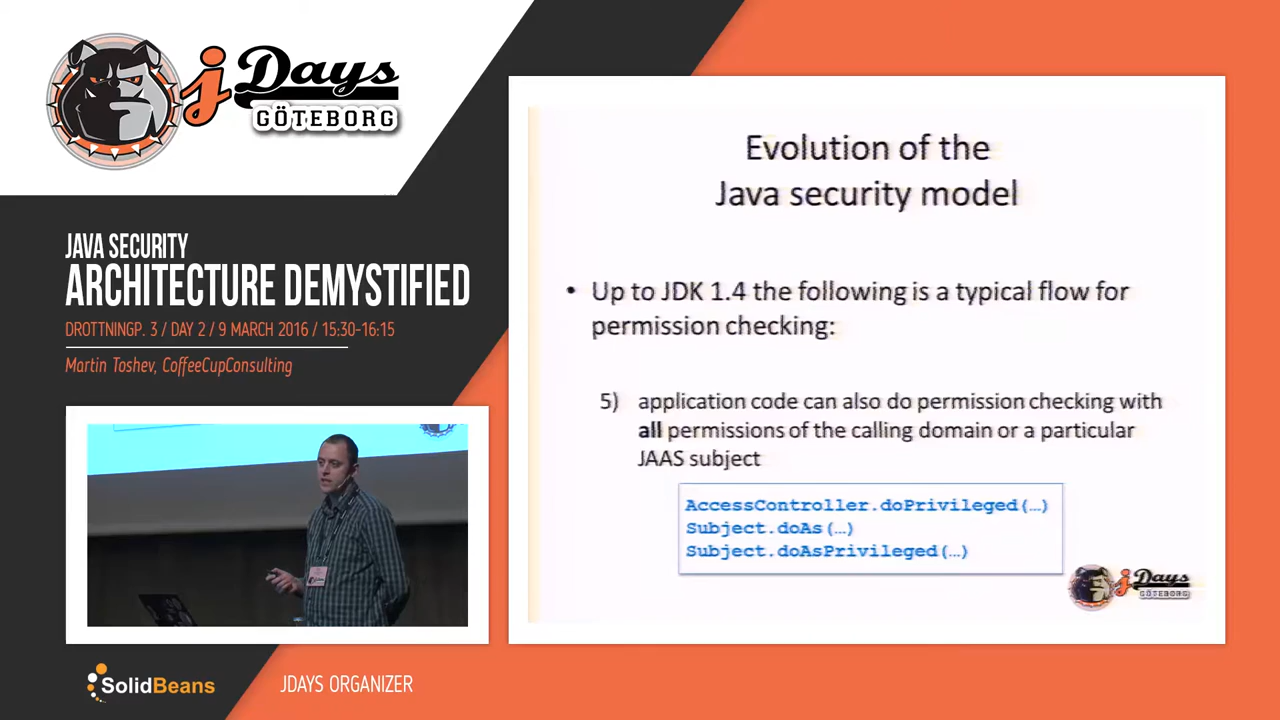 jDays
GÖTEBORG
JAVA SECURITY
ARCHITECTURE DEMYSTIFIED
DROTTNINGP. 3 / DAY 2 / 9 MARCH 2016 / 15:30-16:15
Martin Toshev, CoffeeCupConsulting
Evolution of the
Java security model
• Up to JDK 1.4 the following is a typical flow for
permission checking:
5) application code can also do permission checking with
all permissions of the calling domain or a particular
JAAS subject
AccessController.doPrivileged(…)
Subject.doAs(…)
Subject.doAsPrivileged(…)
jDays
GÖTEBORG
SolidBeans
JDAYS ORGANIZER